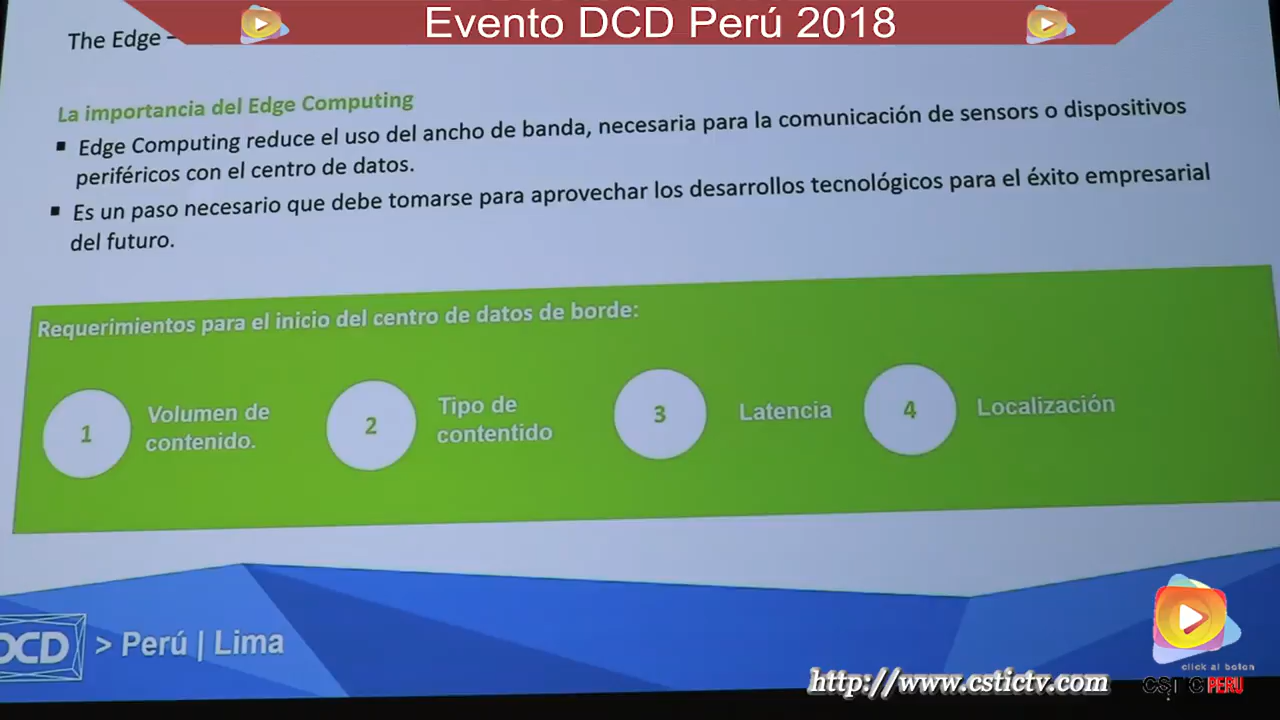 Evento DCD Perú 2018
The Edge –
La importancia del Edge Computing
▪ Edge Computing reduce el uso del ancho de banda, necesaria para la comunicación de sensors o dispositivos
periféricos con el centro de datos.
▪ Es un paso necesario que debe tomarse para aprovechar los desarrollos tecnológicos para el éxito empresarial
del futuro.
Requerimientos para el inicio del centro de datos de borde:
1 Volumen de
contenido.
2 Tipo de
contentido
3 Latencia
4 Localización
DCD > Perú | Lima
click al boton
http://www.cstictv.com
PERU